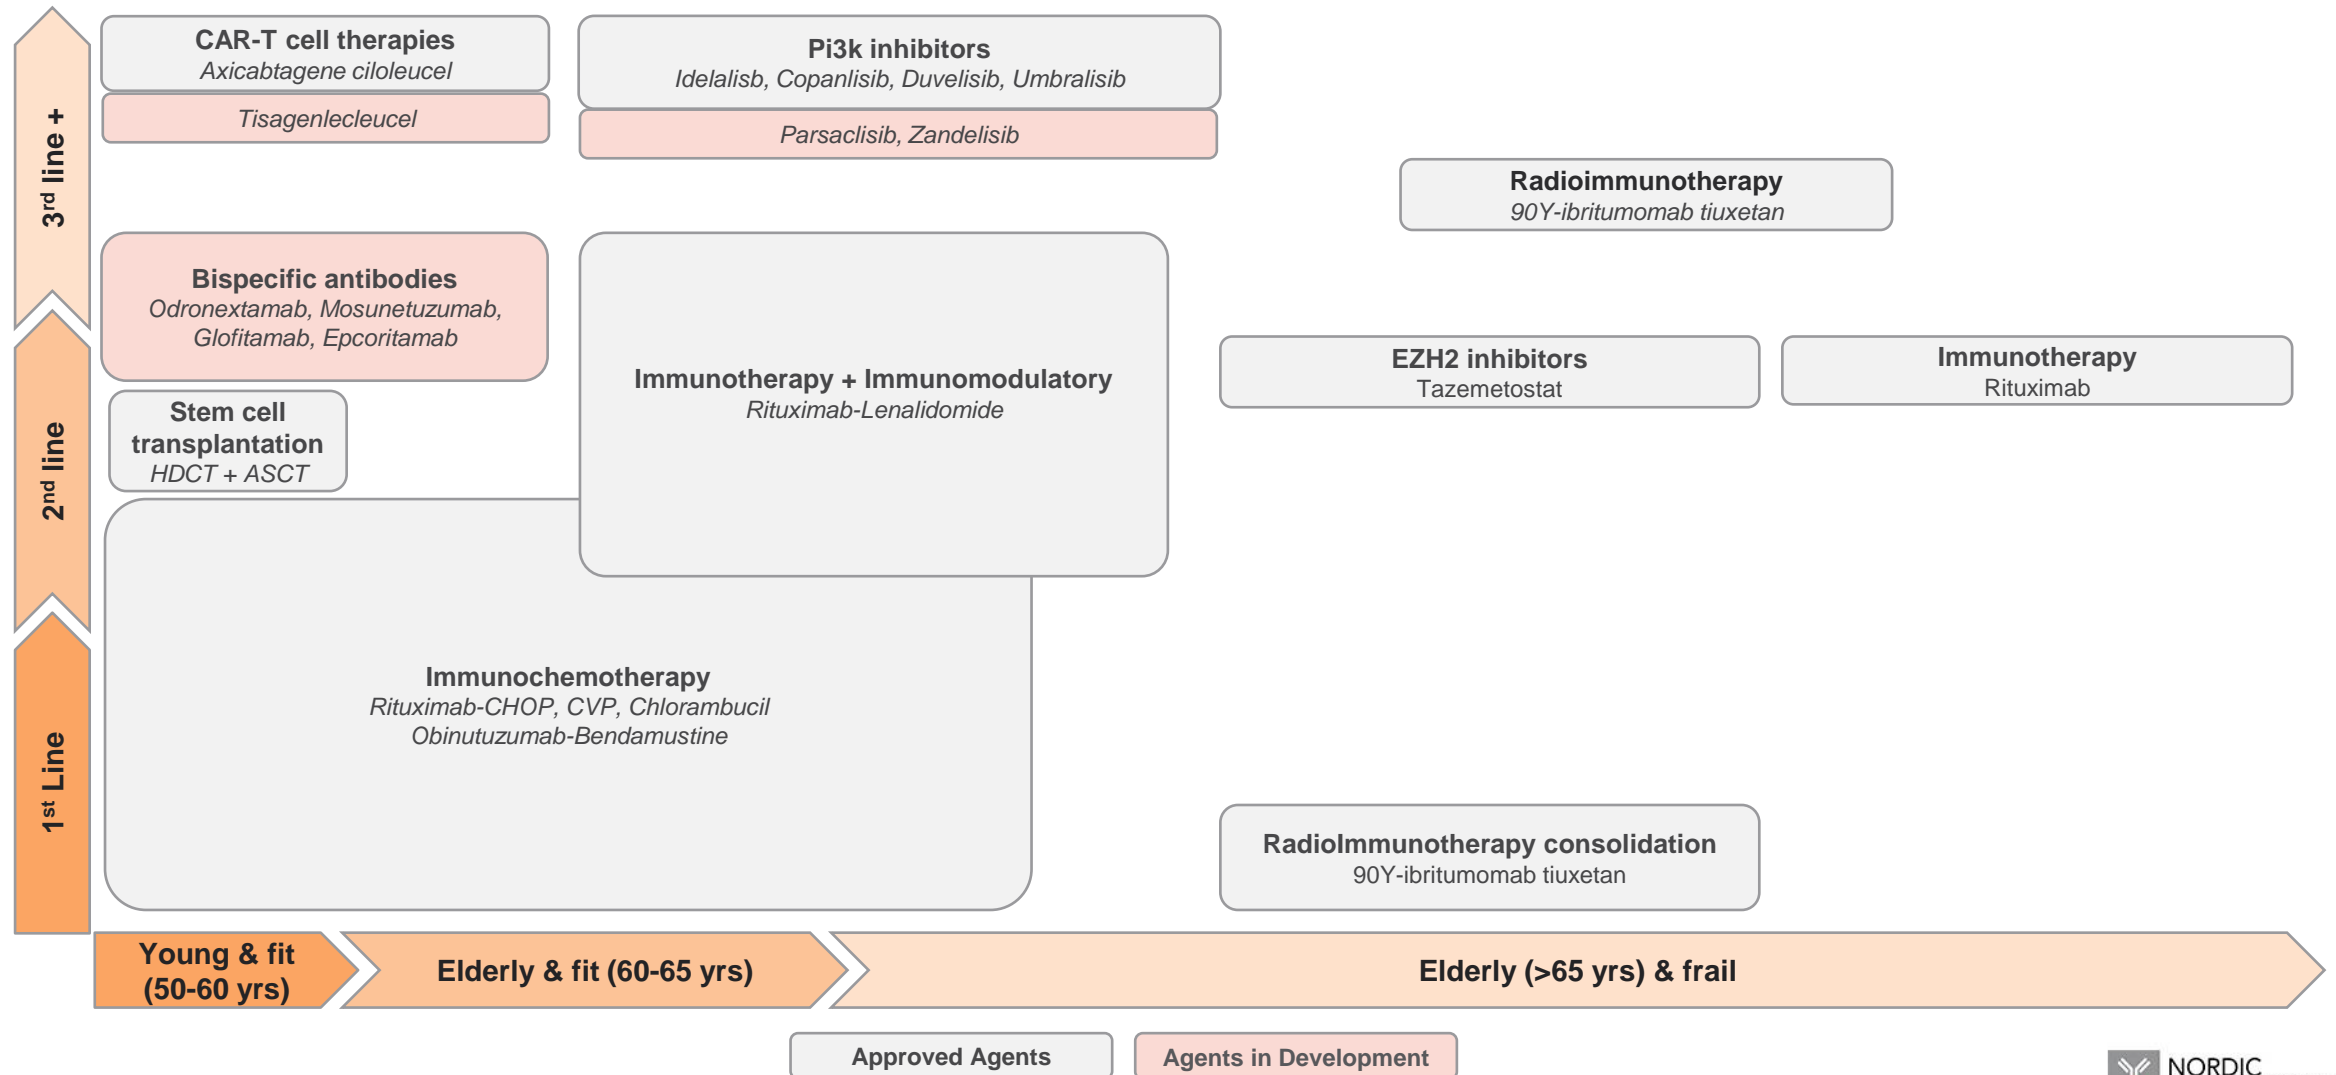 CAR-T cell therapies
Axicabtagene ciloleucel
Tisagenlecleucel
Pi3k inhibitors
Idelalisb, Copanlisib, Duvelisib, Umbralisib
Parsaclisib, Zandelisib
Radioimmunotherapy
90Y-ibritumomab tiuxetan
3rd line +
Bispecific antibodies
Odronextamab, Mosunetuzumab,
Glofitamab, Epcoritamab
Immunotherapy + Immunomodulatory
Rituximab-Lenalidomide
EZH2 inhibitors
Tazemetostat
Immunotherapy
Rituximab
Stem cell
transplantation
HDCT + ASCT
2nd line
Immunochemotherapy
Rituximab-CHOP, CVP, Chlorambucil
Obinutuzumab-Bendamustine
1st Line
RadioImmunotherapy consolidation
90Y-ibritumomab tiuxetan
Young & fit
(50-60 yrs)
Elderly & fit (60-65 yrs)
Elderly (>65 yrs) & frail
Approved Agents
Agents in Development
NORDIC